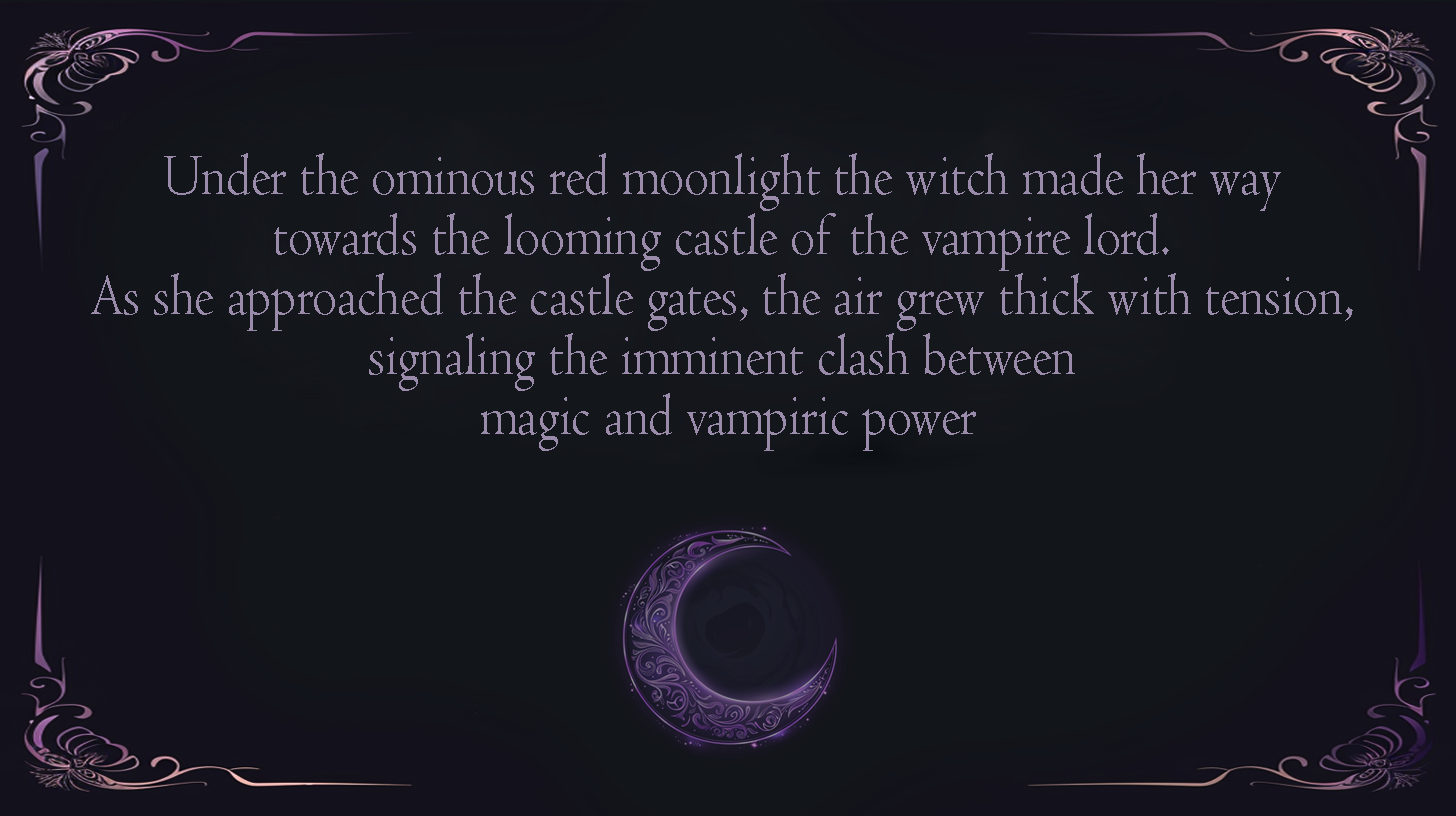 Under the ominous red moonlight the witch made her way
towards the looming castle of the vampire lord.
As she approached the castle gates, the air grew thick with tension,
signaling the imminent clash between
magic and vampiric power